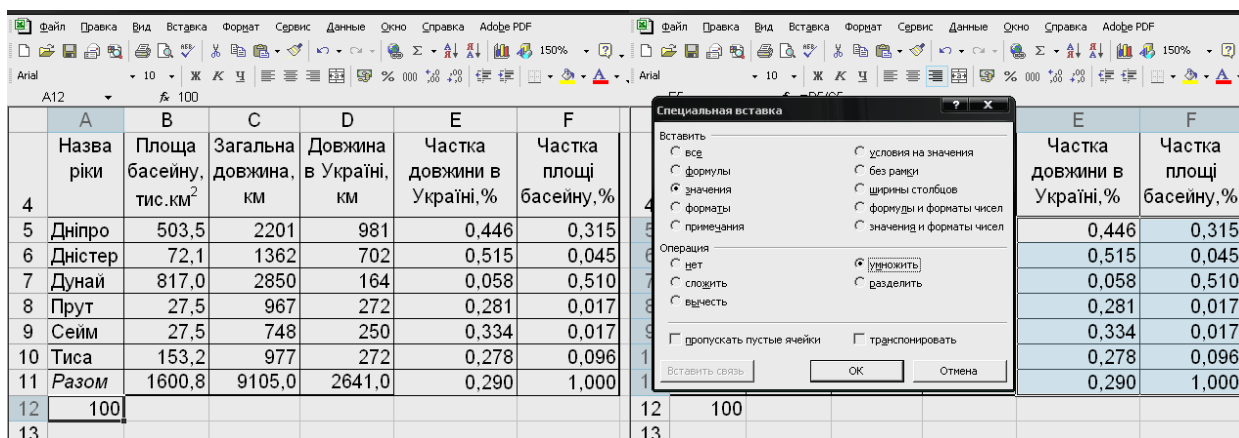 Файл Правка Вид Вставка Формат Сервис Данные Окно Справка Adobe PDF
150%
Arial 10 Ж К Ч % 000
A12 fx 100
A B C D E F
4 Назва ріки Площа басейну, тис.км² Загальна довжина, км Довжина в Україні, км Частка довжини в Україні,% Частка площі басейну,%
5 Дніпро 503,5 2201 981 0,446 0,315
6 Дністер 72,1 1362 702 0,515 0,045
7 Дунай 817,0 2850 164 0,058 0,510
8 Прут 27,5 967 272 0,281 0,017
9 Сейм 27,5 748 250 0,334 0,017
10 Тиса 153,2 977 272 0,278 0,096
11 Разом 1600,8 9105,0 2641,0 0,290 1,000
12 100
13
Файл Правка Вид Вставка Формат Сервис Данные Окно Справка Adobe PDF
150%
Arial 10 Ж К Ч % 000
Специальная вставка
Вставить
все условия на значения
формулы без рамки
значения ширины столбцов
форматы формулы и форматы чисел
примечания значения и форматы чисел
Операция
нет умножить
сложить разделить
вычесть
пропускать пустые ячейки транспонировать
Вставить связь OK Отмена
E F
Частка довжини в Україні,% Частка площі басейну,%
0,446 0,315
0,515 0,045
0,058 0,510
0,281 0,017
0,334 0,017
0,278 0,096
0,290 1,000
12 100
13